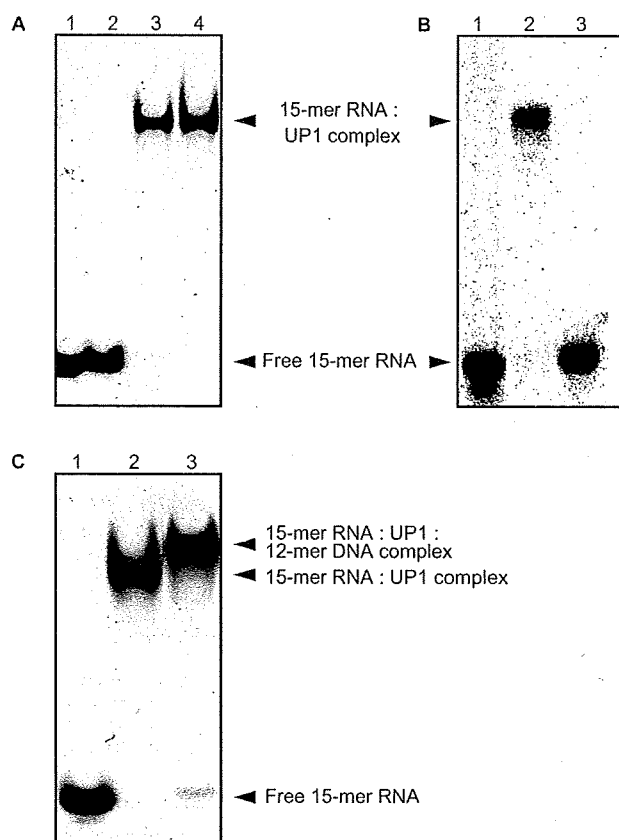 A
1 2 3 4
B
1 2 3
15-mer RNA :
UP1 complex
Free 15-mer RNA
C
1 2 3
15-mer RNA : UP1 :
12-mer DNA complex
15-mer RNA : UP1 complex
Free 15-mer RNA